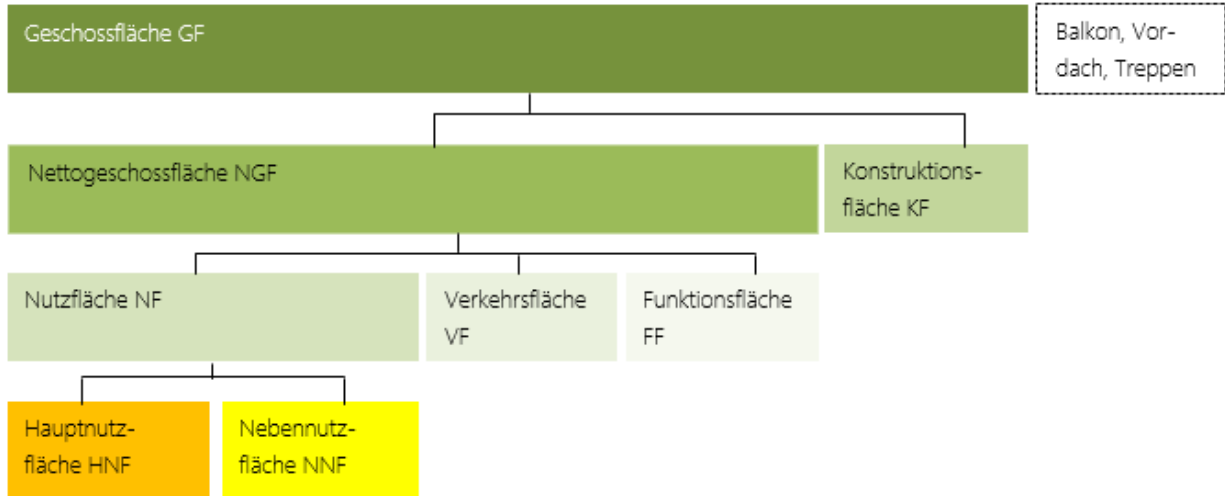 Geschossfläche GF
Balkon, Vor-
dach, Treppen
Nettogeschossfläche NGF
Konstruktions-
fläche KF
Nutzfläche NF
Verkehrsfläche
VF
Funktionsfläche
FF
Hauptnutz-
fläche HNF
Nebennutz-
fläche NNF